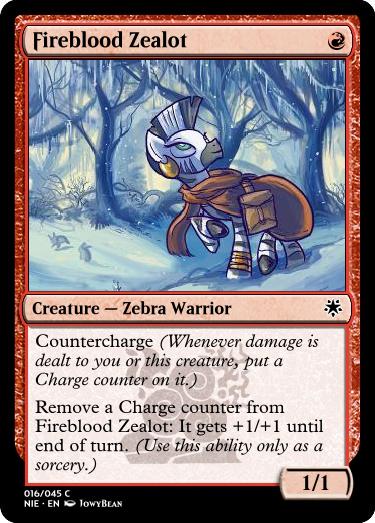 Fireblood Zealot
Creature — Zebra Warrior
Countercharge (Whenever damage is
dealt to you or this creature, put a
Charge counter on it.)
Remove a Charge counter from
Fireblood Zealot: It gets +1/+1 until
end of turn. (Use this ability only as a
sorcery.)
1/1
016/045 C
NIE • EN JowyBean